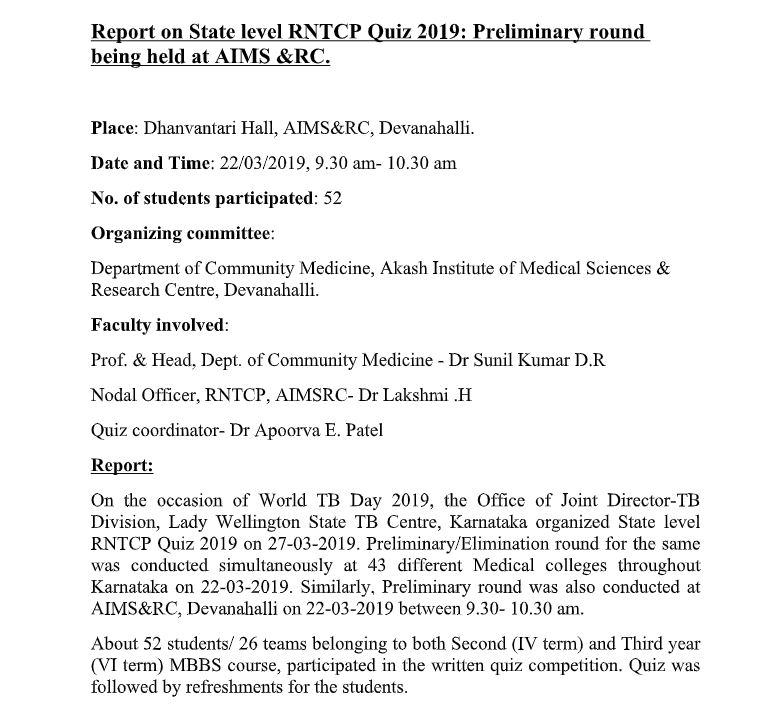 Report on State level RNTCP Quiz 2019: Preliminary round
being held at AIMS &RC.
Place: Dhanvantari Hall, AIMS&RC, Devanahalli.
Date and Time: 22/03/2019, 9.30 am- 10.30 am
No. of students participated: 52
Organizing committee:
Department of Community Medicine, Akash Institute of Medical Sciences &
Research Centre, Devanahalli.
Faculty involved:
Prof. & Head, Dept. of Community Medicine - Dr Sunil Kumar D.R
Nodal Officer, RNTCP, AIMSRC- Dr Lakshmi .H
Quiz coordinator- Dr Apoorva E. Patel
Report:
On the occasion of World TB Day 2019, the Office of Joint Director-TB
Division, Lady Wellington State TB Centre, Karnataka organized State level
RNTCP Quiz 2019 on 27-03-2019. Preliminary/Elimination round for the same
was conducted simultaneously at 43 different Medical colleges throughout
Karnataka on 22-03-2019. Similarly, Preliminary round was also conducted at
AIMS&RC, Devanahalli on 22-03-2019 between 9.30- 10.30 am.
About 52 students/ 26 teams belonging to both Second (IV term) and Third year
(VI term) MBBS course, participated in the written quiz competition. Quiz was
followed by refreshments for the students.